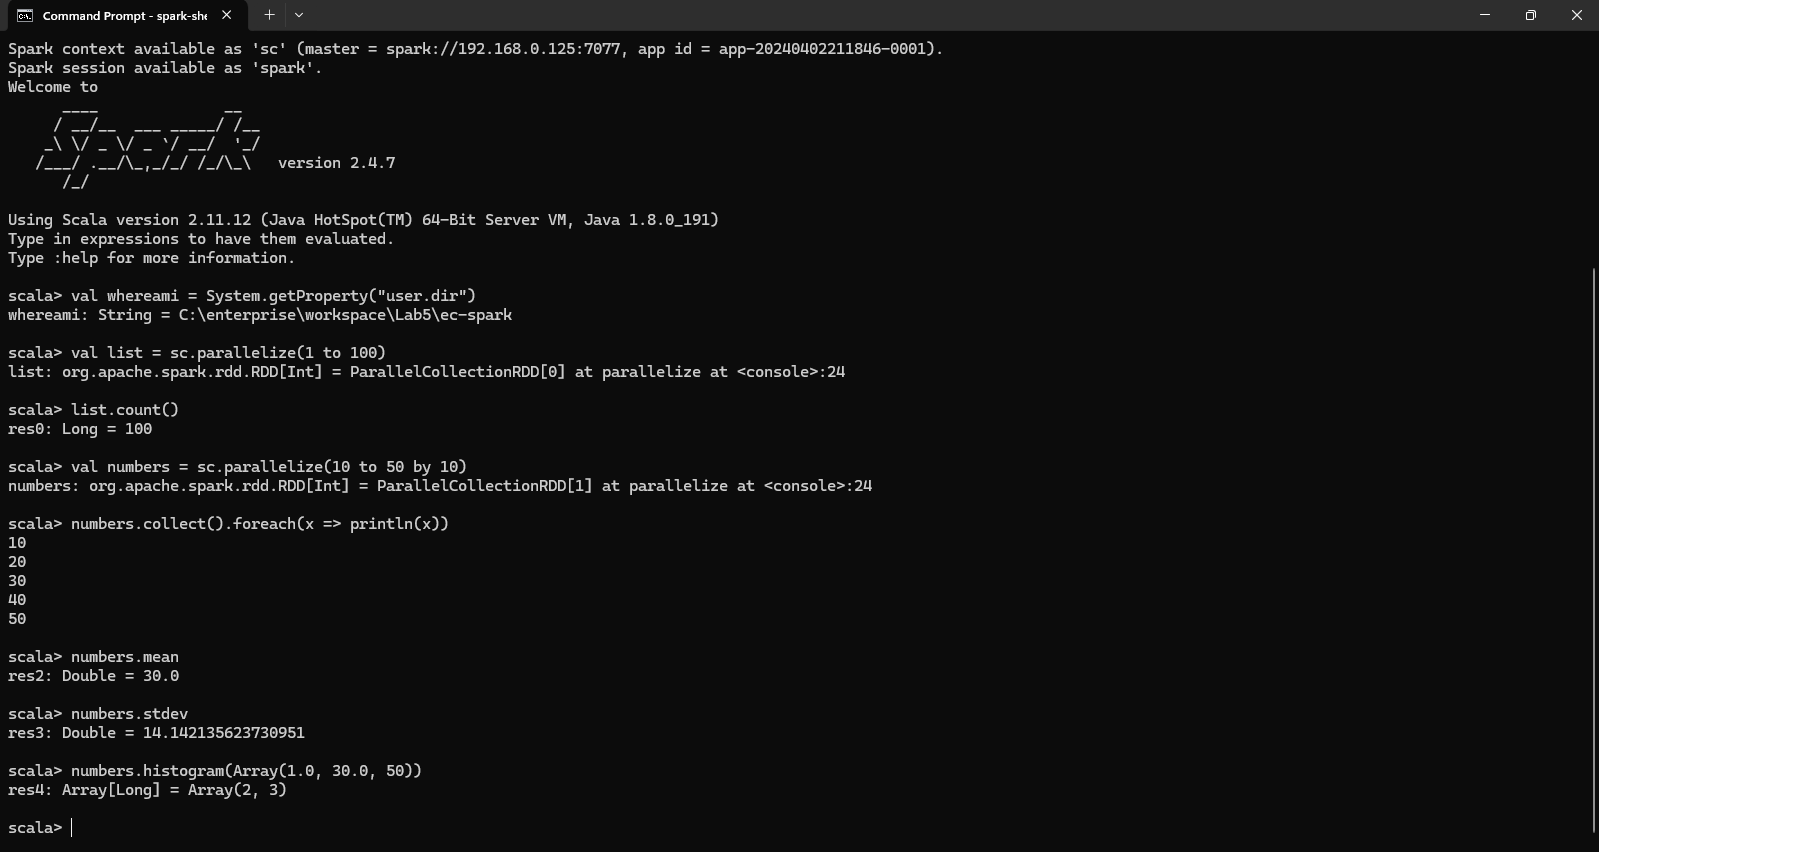 Command Prompt - spark-she
Spark context available as 'sc' (master = spark://192.168.0.125:7077, app id = app-20240402211846-0001).
Spark session available as 'spark'.
Welcome to
      ____              __
     / __/__  ___ _____/ /__
    _\ \/ _ \/ _ `/ __/  '_/
   /___/ .__/\_,_/_/ /_/\_\   version 2.4.7
      /_/
Using Scala version 2.11.12 (Java HotSpot(TM) 64-Bit Server VM, Java 1.8.0_191)
Type in expressions to have them evaluated.
Type :help for more information.
scala> val whereami = System.getProperty("user.dir")
whereami: String = C:\enterprise\workspace\Lab5\ec-spark
scala> val list = sc.parallelize(1 to 100)
list: org.apache.spark.rdd.RDD[Int] = ParallelCollectionRDD[0] at parallelize at <console>:24
scala> list.count()
res0: Long = 100
scala> val numbers = sc.parallelize(10 to 50 by 10)
numbers: org.apache.spark.rdd.RDD[Int] = ParallelCollectionRDD[1] at parallelize at <console>:24
scala> numbers.collect().foreach(x => println(x))
10
20
30
40
50
scala> numbers.mean
res2: Double = 30.0
scala> numbers.stdev
res3: Double = 14.142135623730951
scala> numbers.histogram(Array(1.0, 30.0, 50))
res4: Array[Long] = Array(2, 3)
scala>